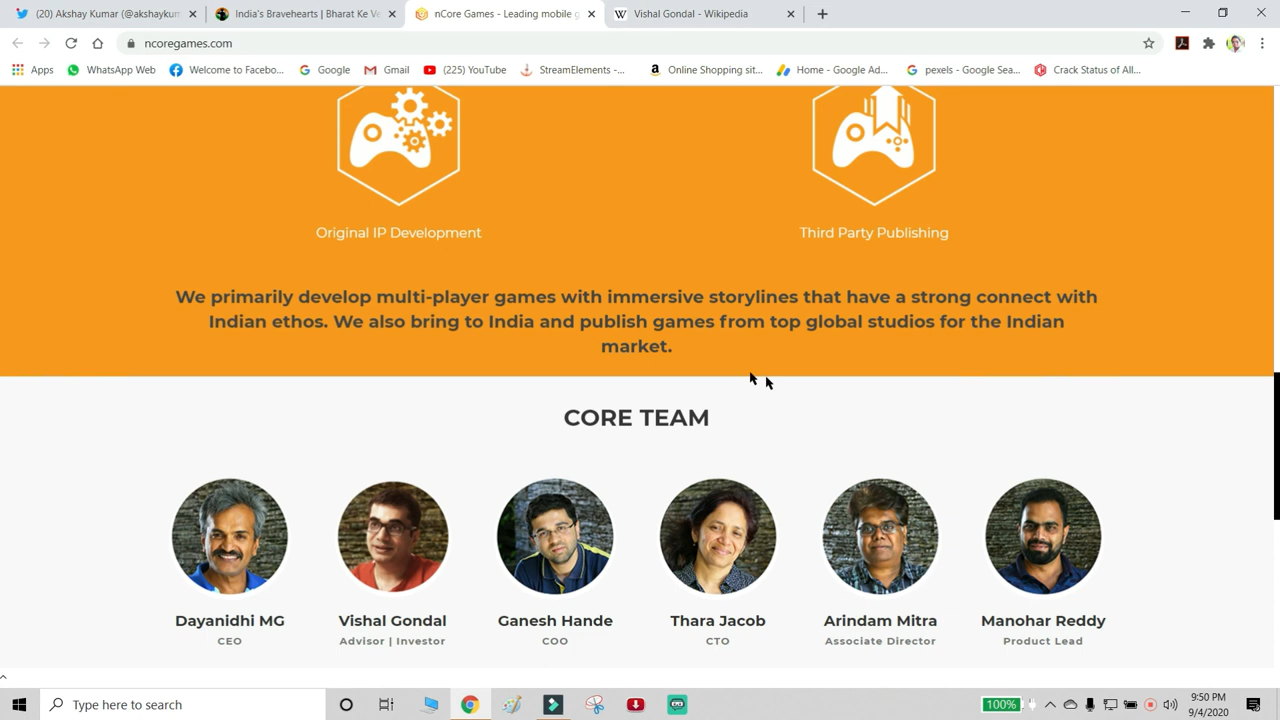 (20) Akshay Kumar (@akshaykum
India's Bravehearts | Bharat Ke Ve
nCore Games - Leading mobile g
Vishal Gondal - Wikipedia
ncoregames.com
Apps
WhatsApp Web
Welcome to Facebo...
Google
Gmail
(225) YouTube
StreamElements -...
Online Shopping sit...
Home - Google Ad...
pexels - Google Sea...
Crack Status of All...
Original IP Development
Third Party Publishing
We primarily develop multi-player games with immersive storylines that have a strong connect with
Indian ethos. We also bring to India and publish games from top global studios for the Indian
market.
CORE TEAM
Dayanidhi MG
CEO
Vishal Gondal
Advisor | Investor
Ganesh Hande
COO
Thara Jacob
CTO
Arindam Mitra
Associate Director
Manohar Reddy
Product Lead
Type here to search
100%
9:50 PM
9/4/2020